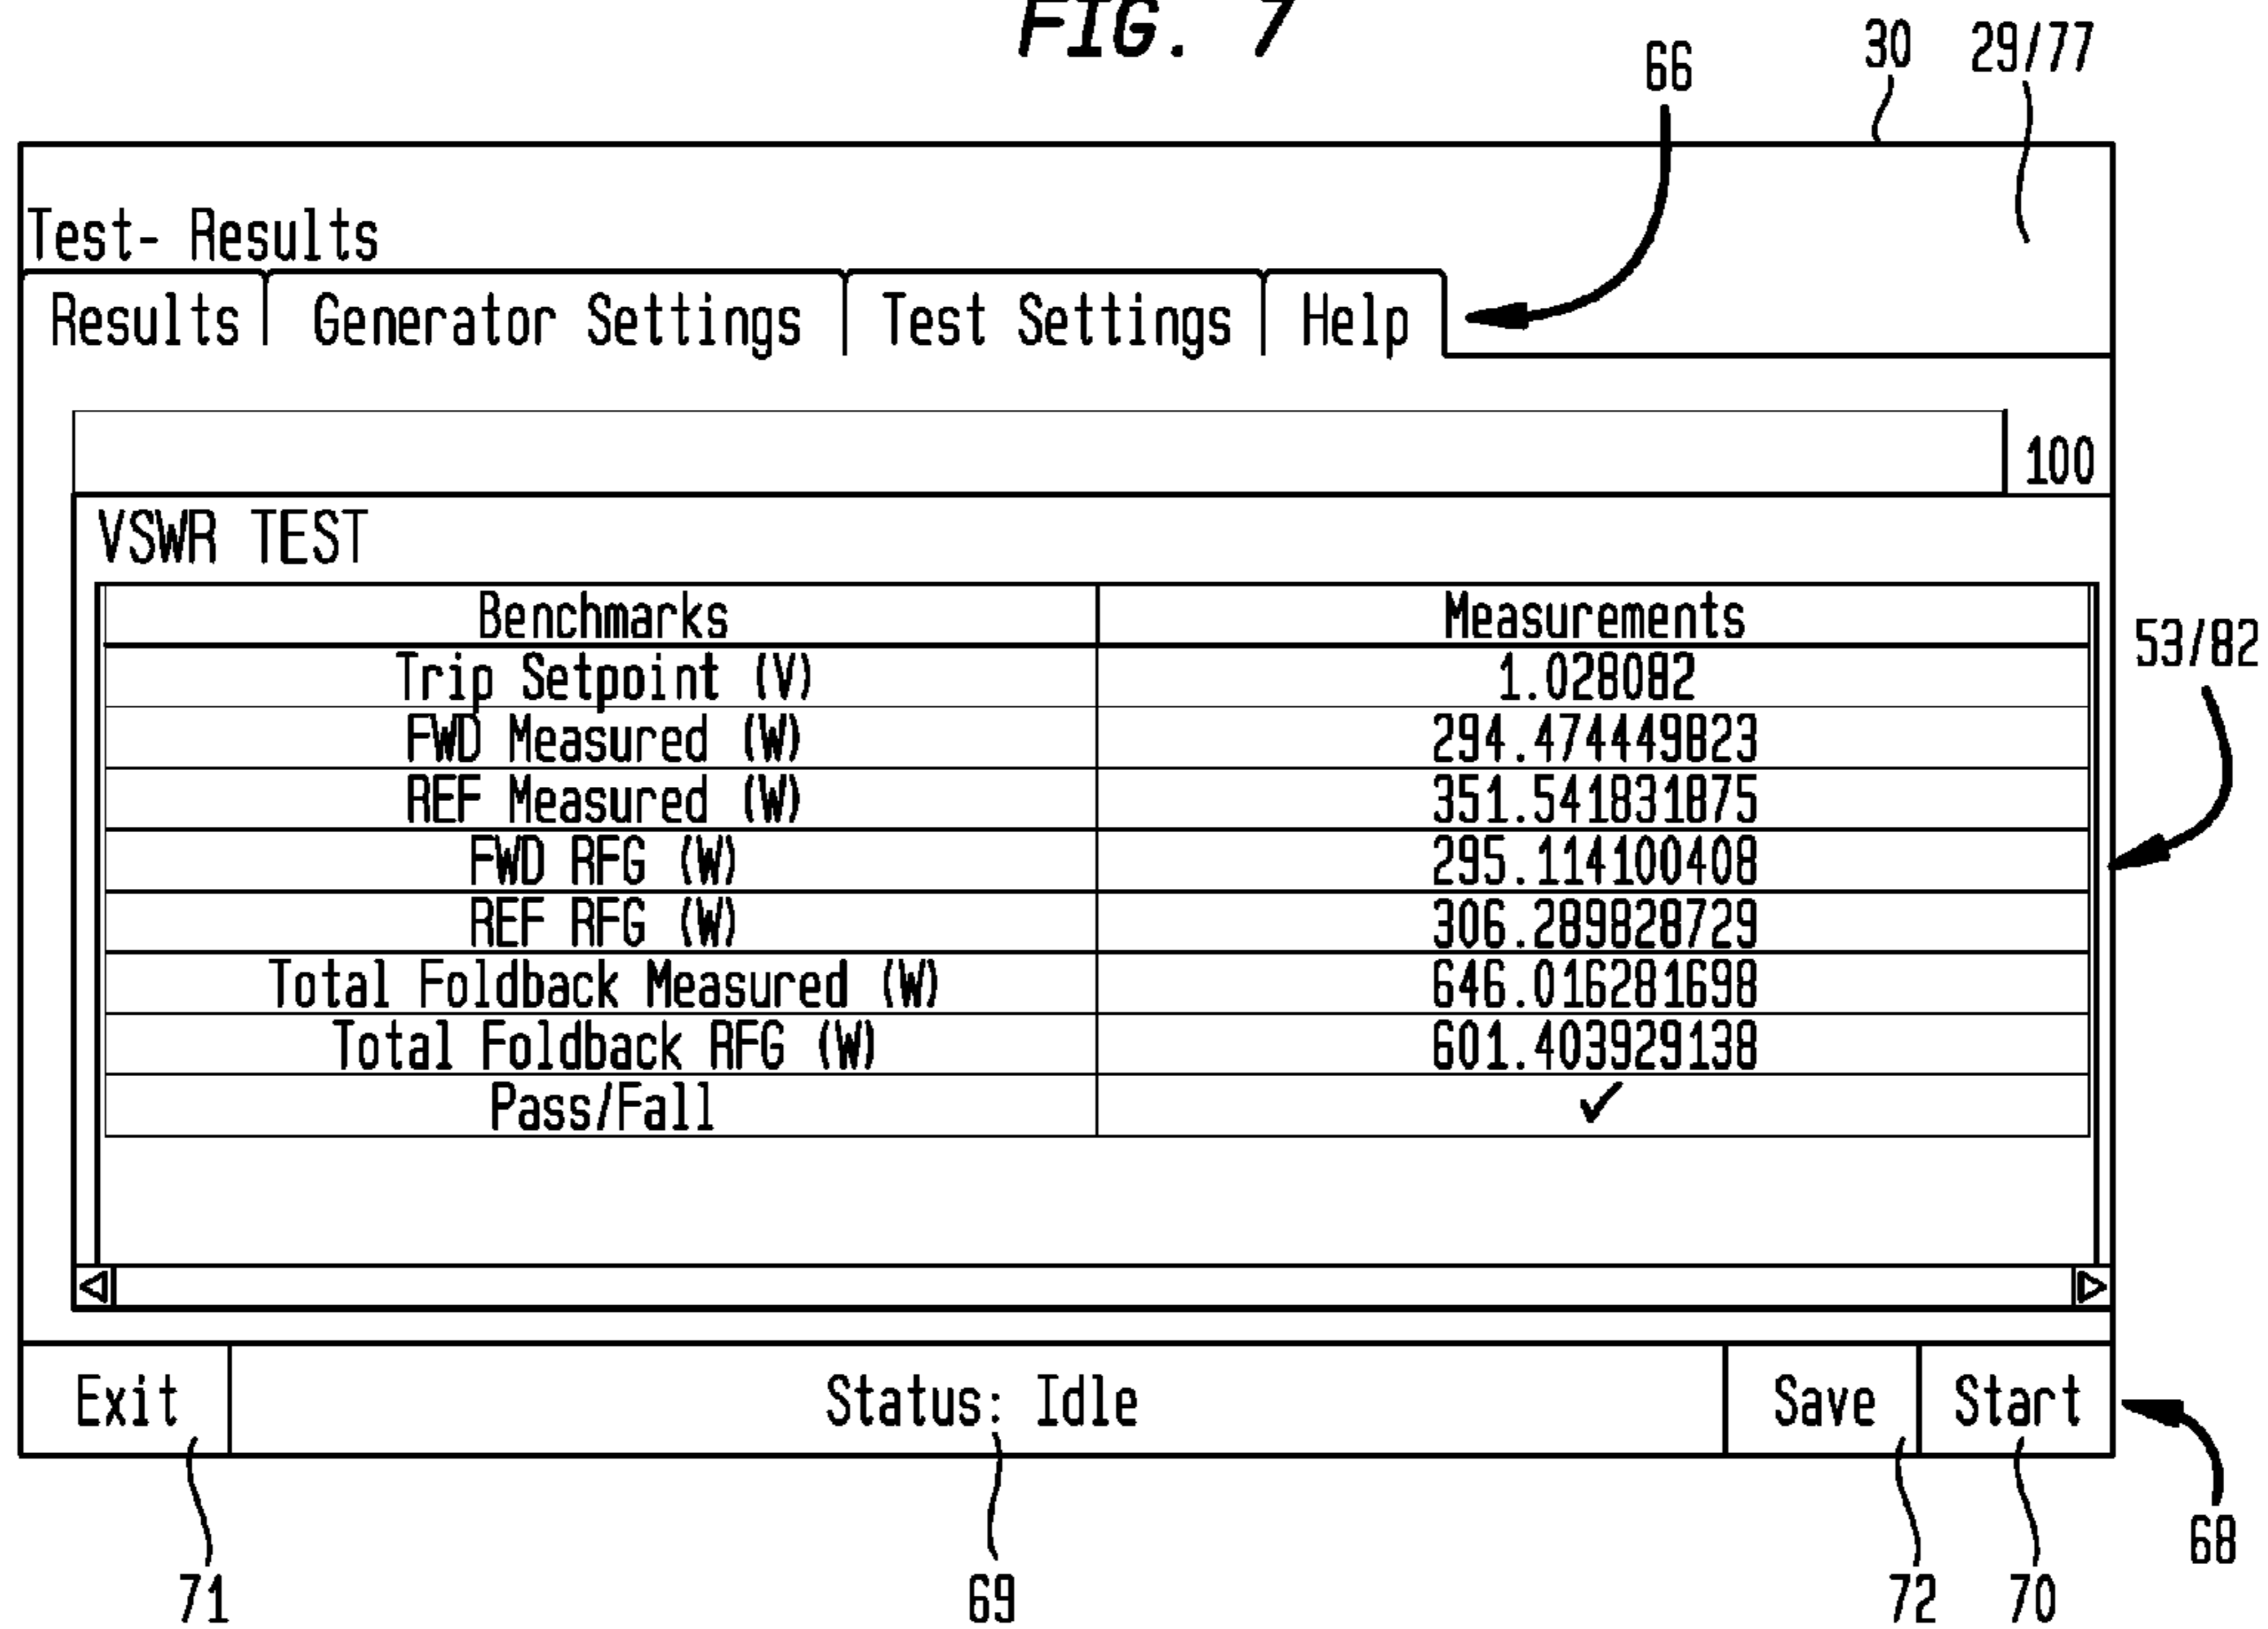 FIG. 7
66 30 29/77
Test- Results
Results Generator Settings Test Settings Help
100
VSWR TEST
Benchmarks Measurements
53/82
Trip Setpoint (V) 1.028082
FWD Measured (W) 294.474449823
REF Measured (W) 351.541831875
FWD RFG (W) 295.114100408
REF RFG (W) 306.289828729
Total Foldback Measured (W) 646.016281698
Total Foldback RFG (W) 601.403929138
Pass/Fall ✓
Exit Status: Idle Save Start
68
71 69 72 70